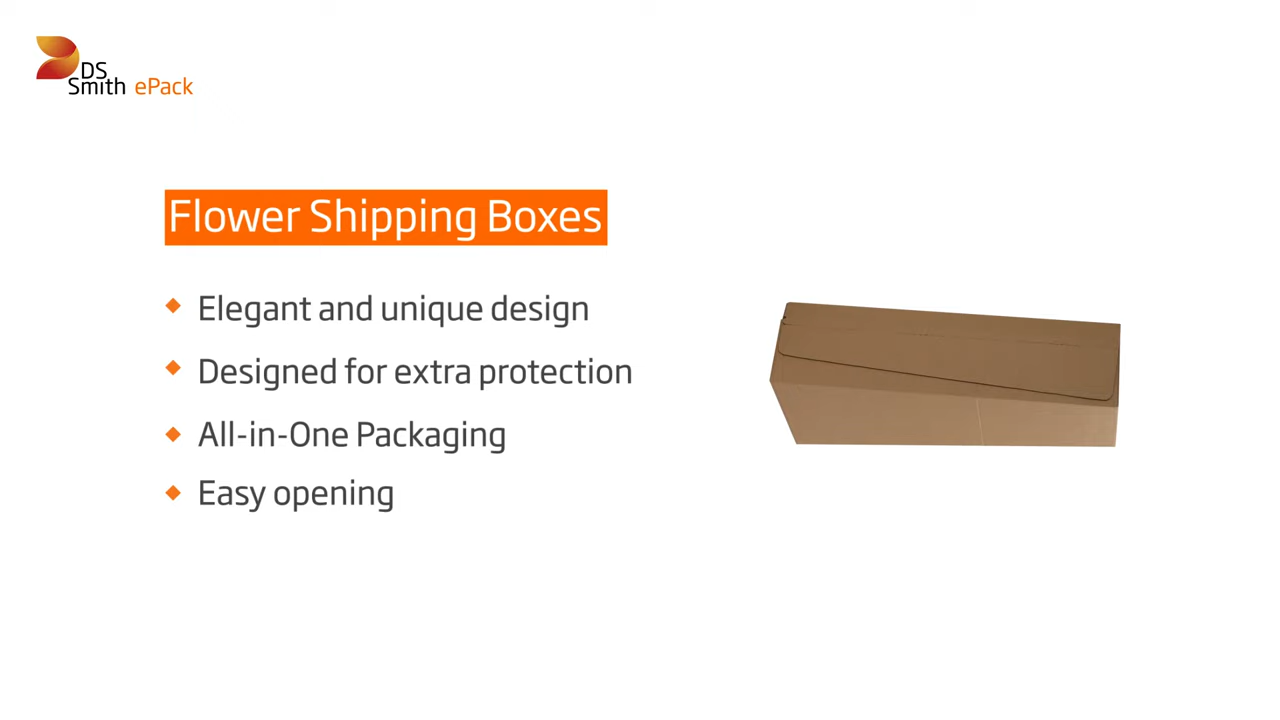 DS
Smith ePack
Flower Shipping Boxes
Elegant and unique design
Designed for extra protection
All-in-One Packaging
Easy opening